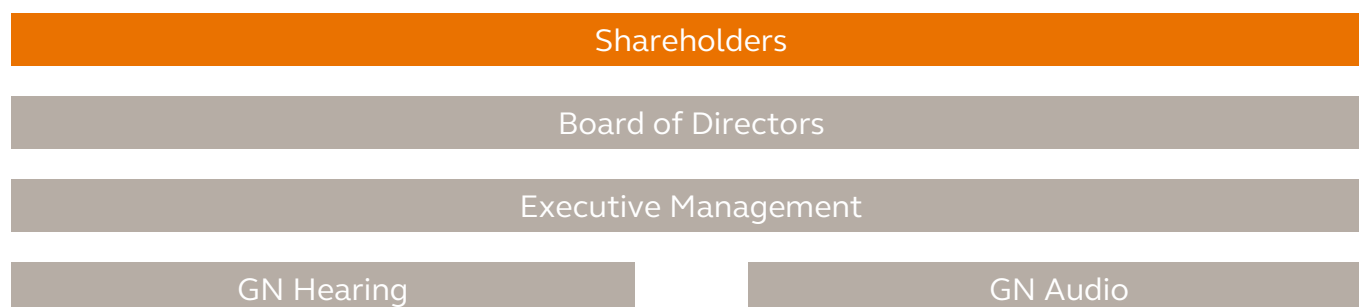 Shareholders
Board of Directors
Executive Management
GN Hearing
GN Audio